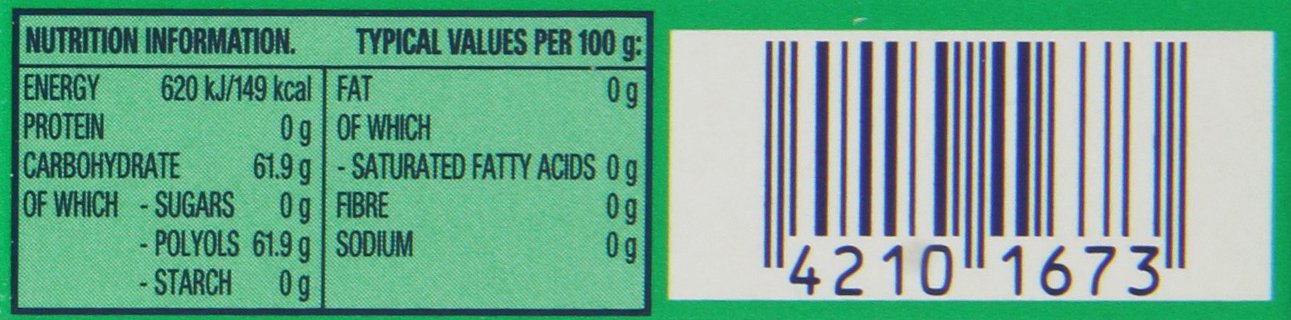 NUTRITION INFORMATION. TYPICAL VALUES PER 100 g:
ENERGY 620 kJ/149 kcal
PROTEIN 0 g
CARBOHYDRATE 61.9 g
OF WHICH - SUGARS 0 g
- POLYOLS 61.9 g
- STARCH 0 g
FAT 0 g
OF WHICH
- SATURATED FATTY ACIDS 0 g
FIBRE 0 g
SODIUM 0 g
4210 1673